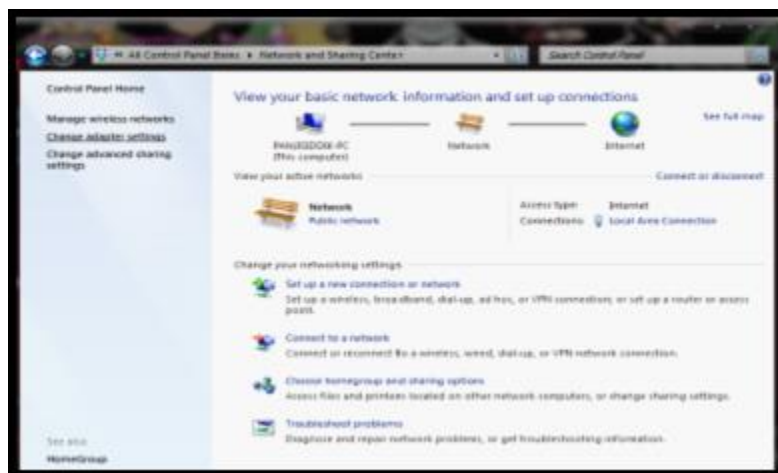 All Control Panel Items ▸ Network and Sharing Center
Search Control Panel
Control Panel Home
Manage wireless networks
Change adapter settings
Change advanced sharing
settings
See also
HomeGroup
View your basic network information and set up connections
See full map
(This computer)
Network
Internet
View your active networks
Connect or disconnect
Network
Public network
Access type: Internet
Connections: Local Area Connection
Change your networking settings
Set up a new connection or network
Set up a wireless, broadband, dial-up, ad hoc, or VPN connection; or set up a router or access
point.
Connect to a network
Connect or reconnect to a wireless, wired, dial-up, or VPN network connection.
Choose homegroup and sharing options
Access files and printers located on other network computers, or change sharing settings.
Troubleshoot problems
Diagnose and repair network problems, or get troubleshooting information.